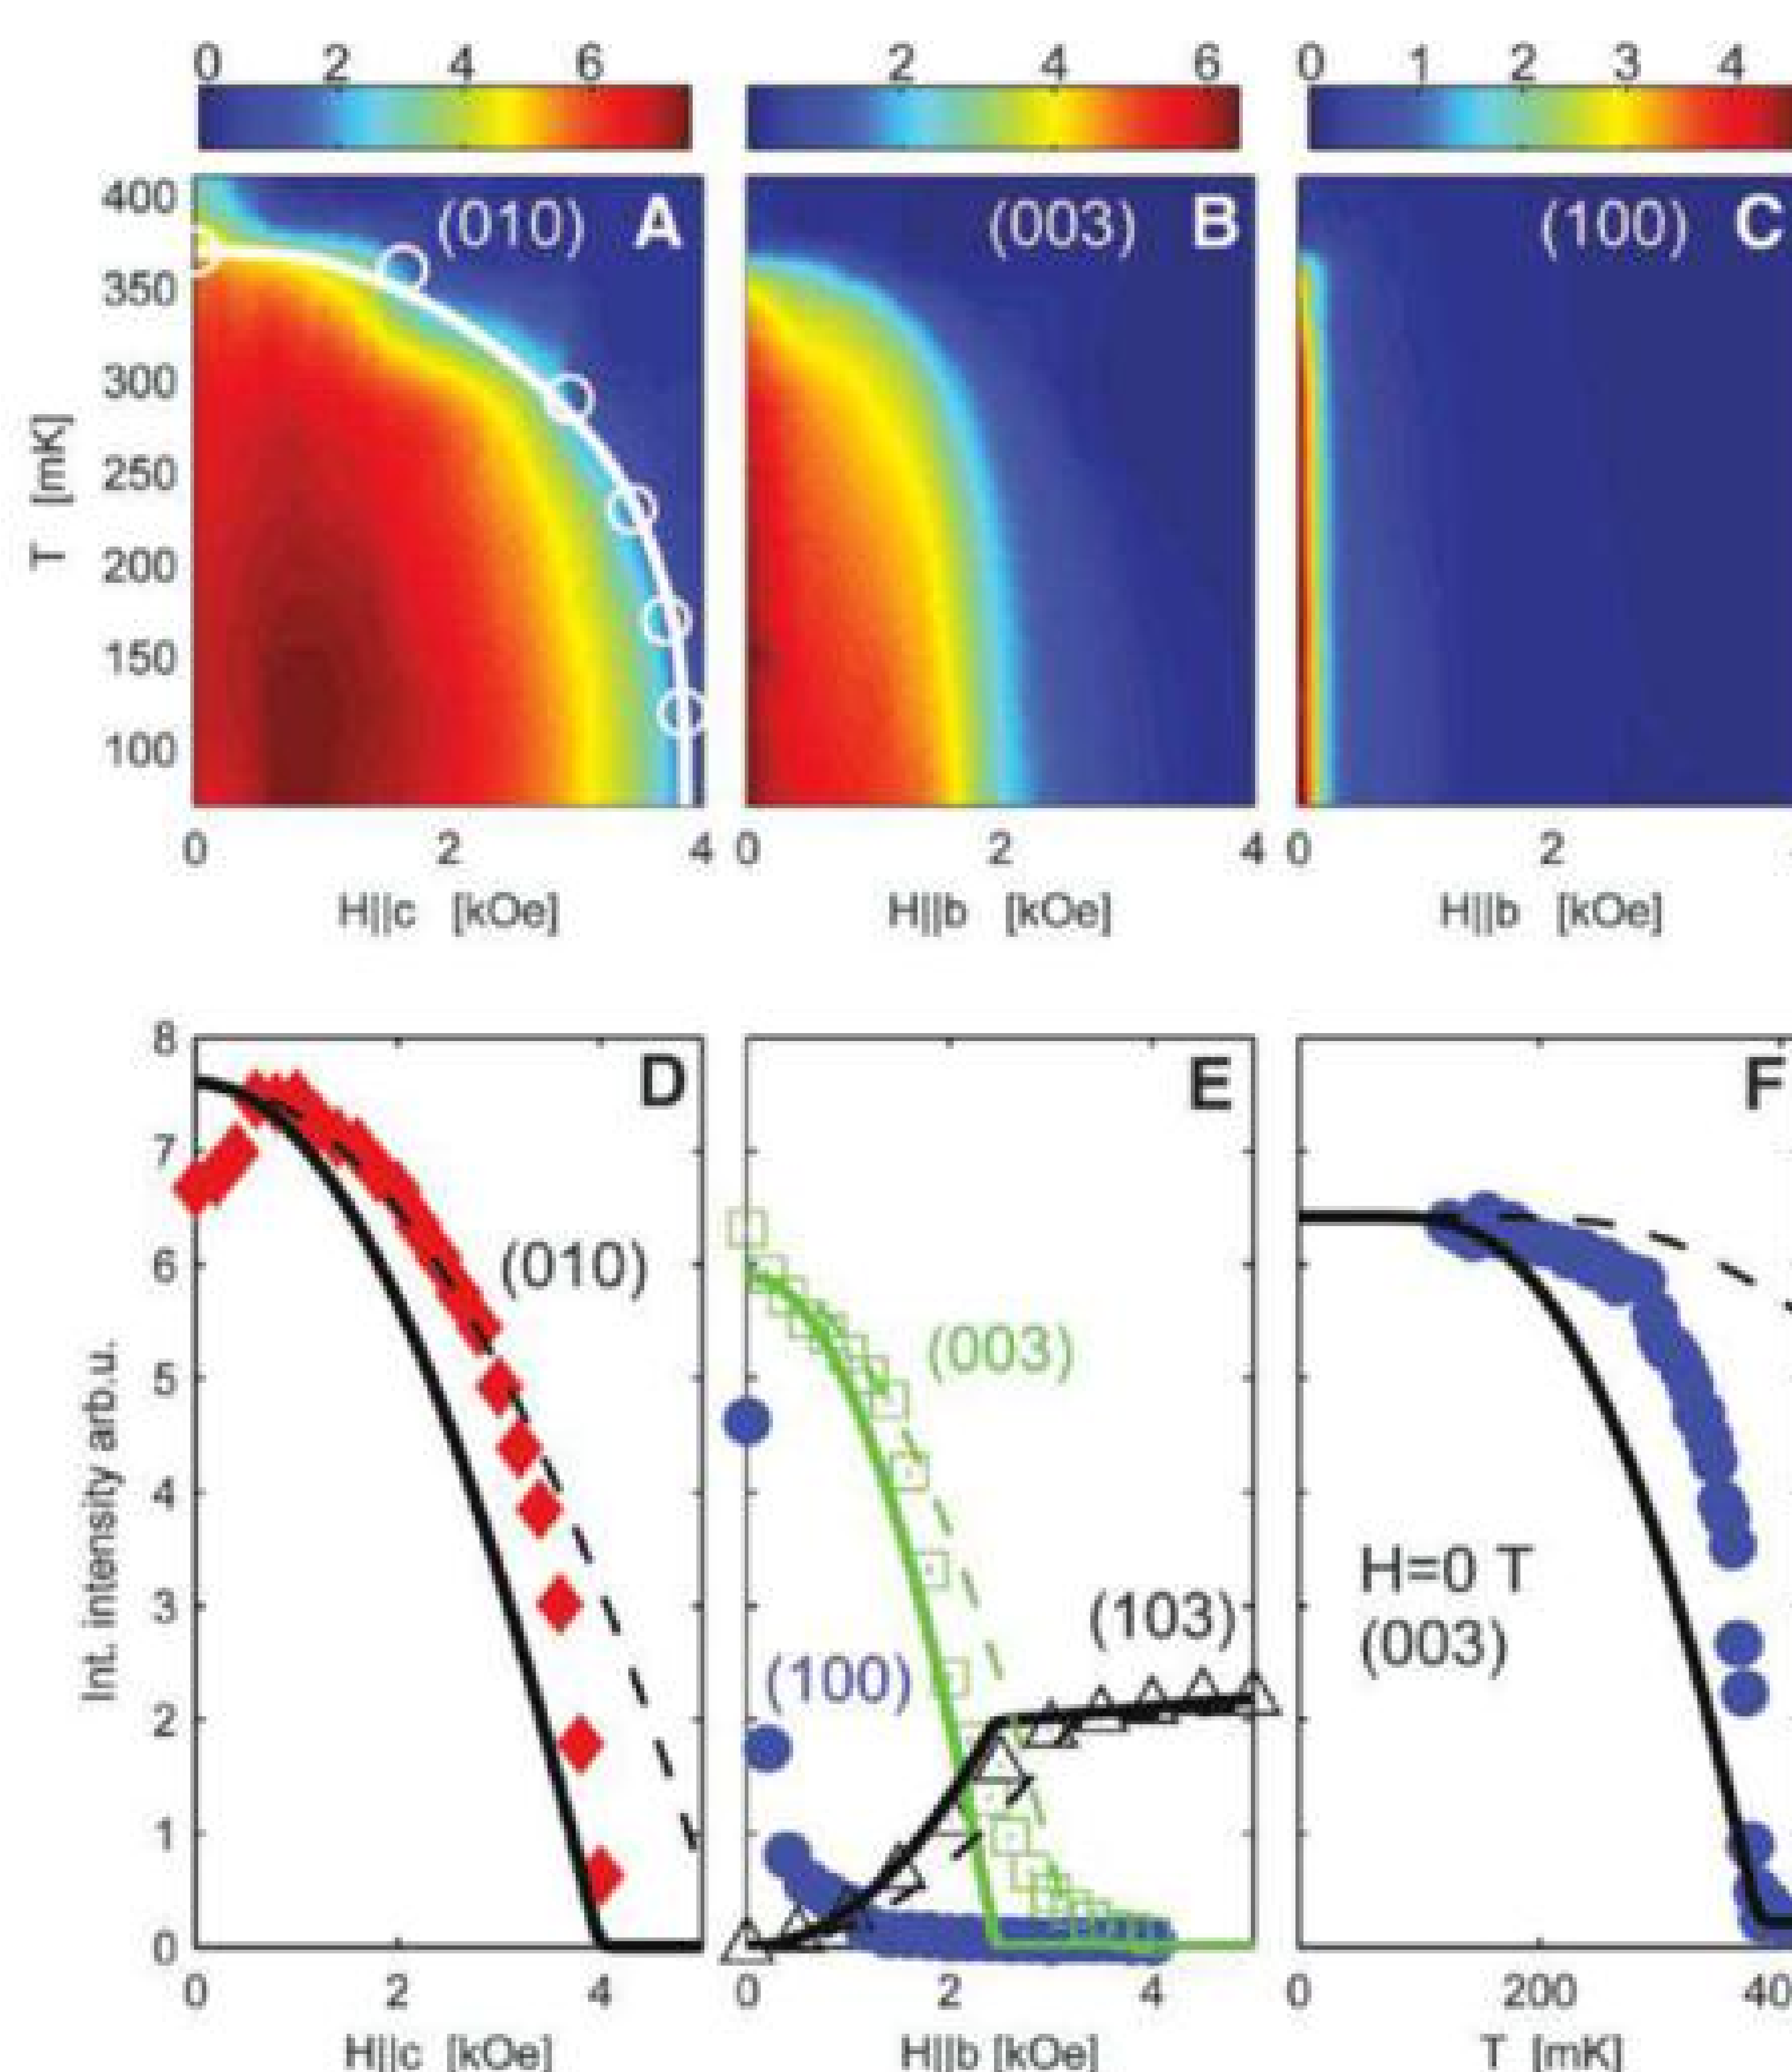 0 2 4 6
2 4 6
0 1 2 3 4
(010) A
(003) B
(100) C
400
350
300
250
200
150
100
T [mK]
0 2 4
0 2 4
0 2
H||c [kOe]
H||b [kOe]
H||b [kOe]
D
E
F
8
7
6
5
4
3
2
1
0
Int. intensity arb.u.
(010)
(003)
(103)
(100)
H=0 T
(003)
0 2 4
0 2 4
0 200
H||c [kOe]
H||b [kOe]
T [mK]